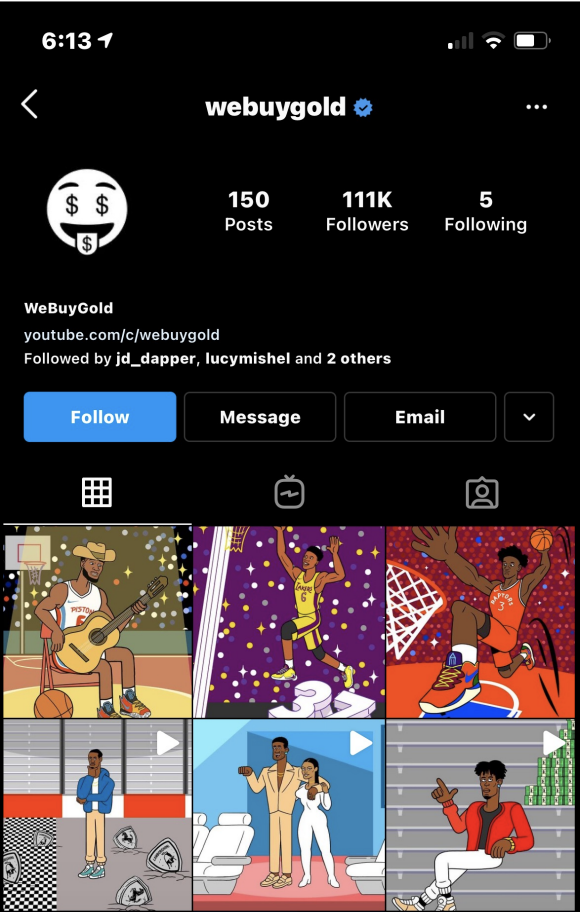 6:13
webuygold
150
Posts
111K
Followers
5
Following
$ $
$
WeBuyGold
youtube.com/c/webuygold
Followed by jd_dapper, lucymishel and 2 others
Follow
Message
Email
PISTONS
6
LAKERS
6
37
RAPTORS
3